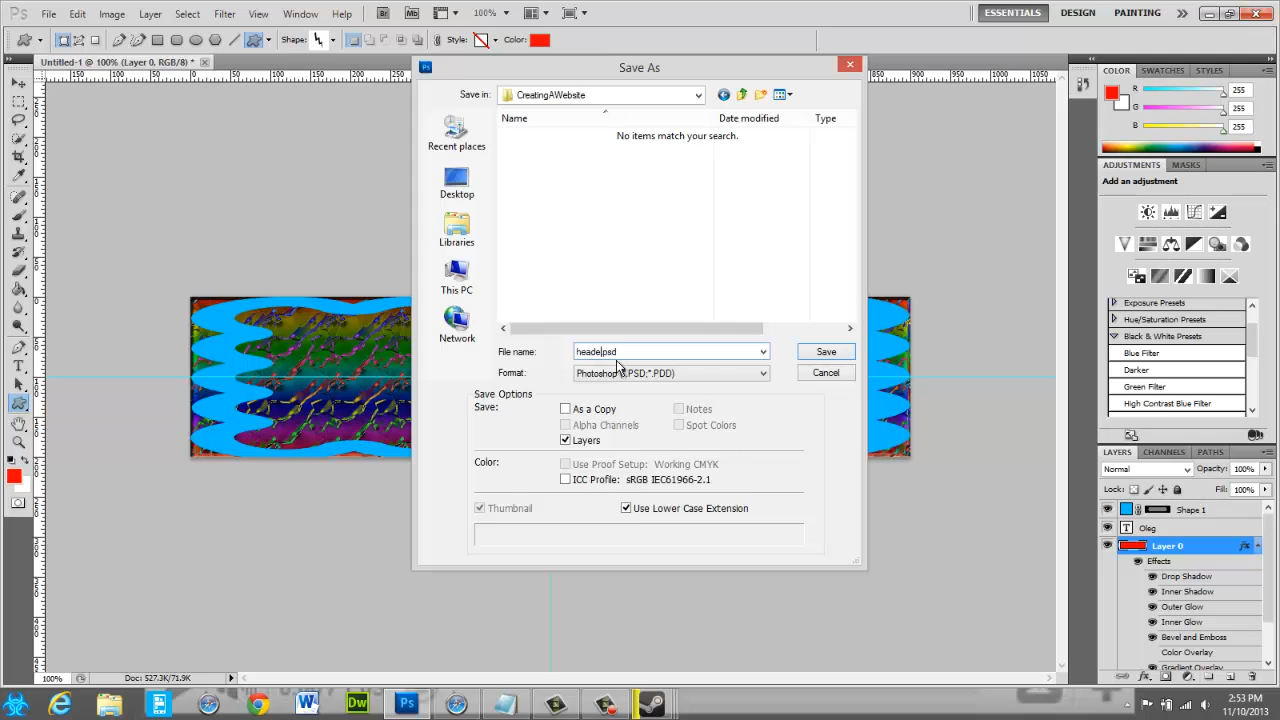 Ps File Edit Image Layer Select Filter View Window Help Br Mb 100% ESSENTIALS DESIGN PAINTING
Shape: Style: Color:
Untitled-1 @ 100% (Layer 0, RGB/8) *
Save As
Save in: CreatingAWebsite
Name Date modified Type
No items match your search.
Recent places
Desktop
Libraries
This PC
Network
File name: heade.psd Save
Format: Photoshop (*.PSD;*.PDD) Cancel
Save Options
Save: As a Copy Notes
Alpha Channels Spot Colors
Layers
Color: Use Proof Setup: Working CMYK
ICC Profile: sRGB IEC61966-2.1
Thumbnail Use Lower Case Extension
COLOR SWATCHES STYLES
R 255
G 255
B 255
ADJUSTMENTS MASKS
Add an adjustment
Exposure Presets
Hue/Saturation Presets
Black & White Presets
Blue Filter
Darker
Green Filter
High Contrast Blue Filter
LAYERS CHANNELS PATHS
Normal Opacity: 100%
Lock: Fill: 100%
Shape 1
T Oleg
Layer 0 fx
Effects
Drop Shadow
Inner Shadow
Outer Glow
Inner Glow
Bevel and Emboss
Color Overlay
Gradient Overlay
100% Doc: 527.3K/71.9K
W Dw Ps
2:53 PM
11/10/2013